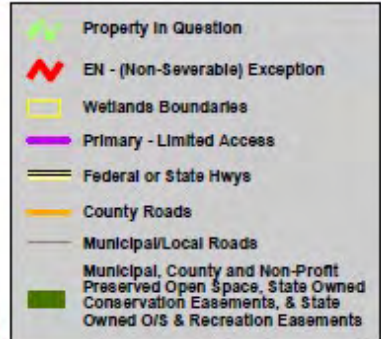 Property In Question
EN - (Non-Severable) Exception
Wetlands Boundaries
Primary - Limited Access
Federal or State Hwys
County Roads
Municipal/Local Roads
Municipal, County and Non-Profit
Preserved Open Space, State Owned
Conservation Easements, & State
Owned O/S & Recreation Easements